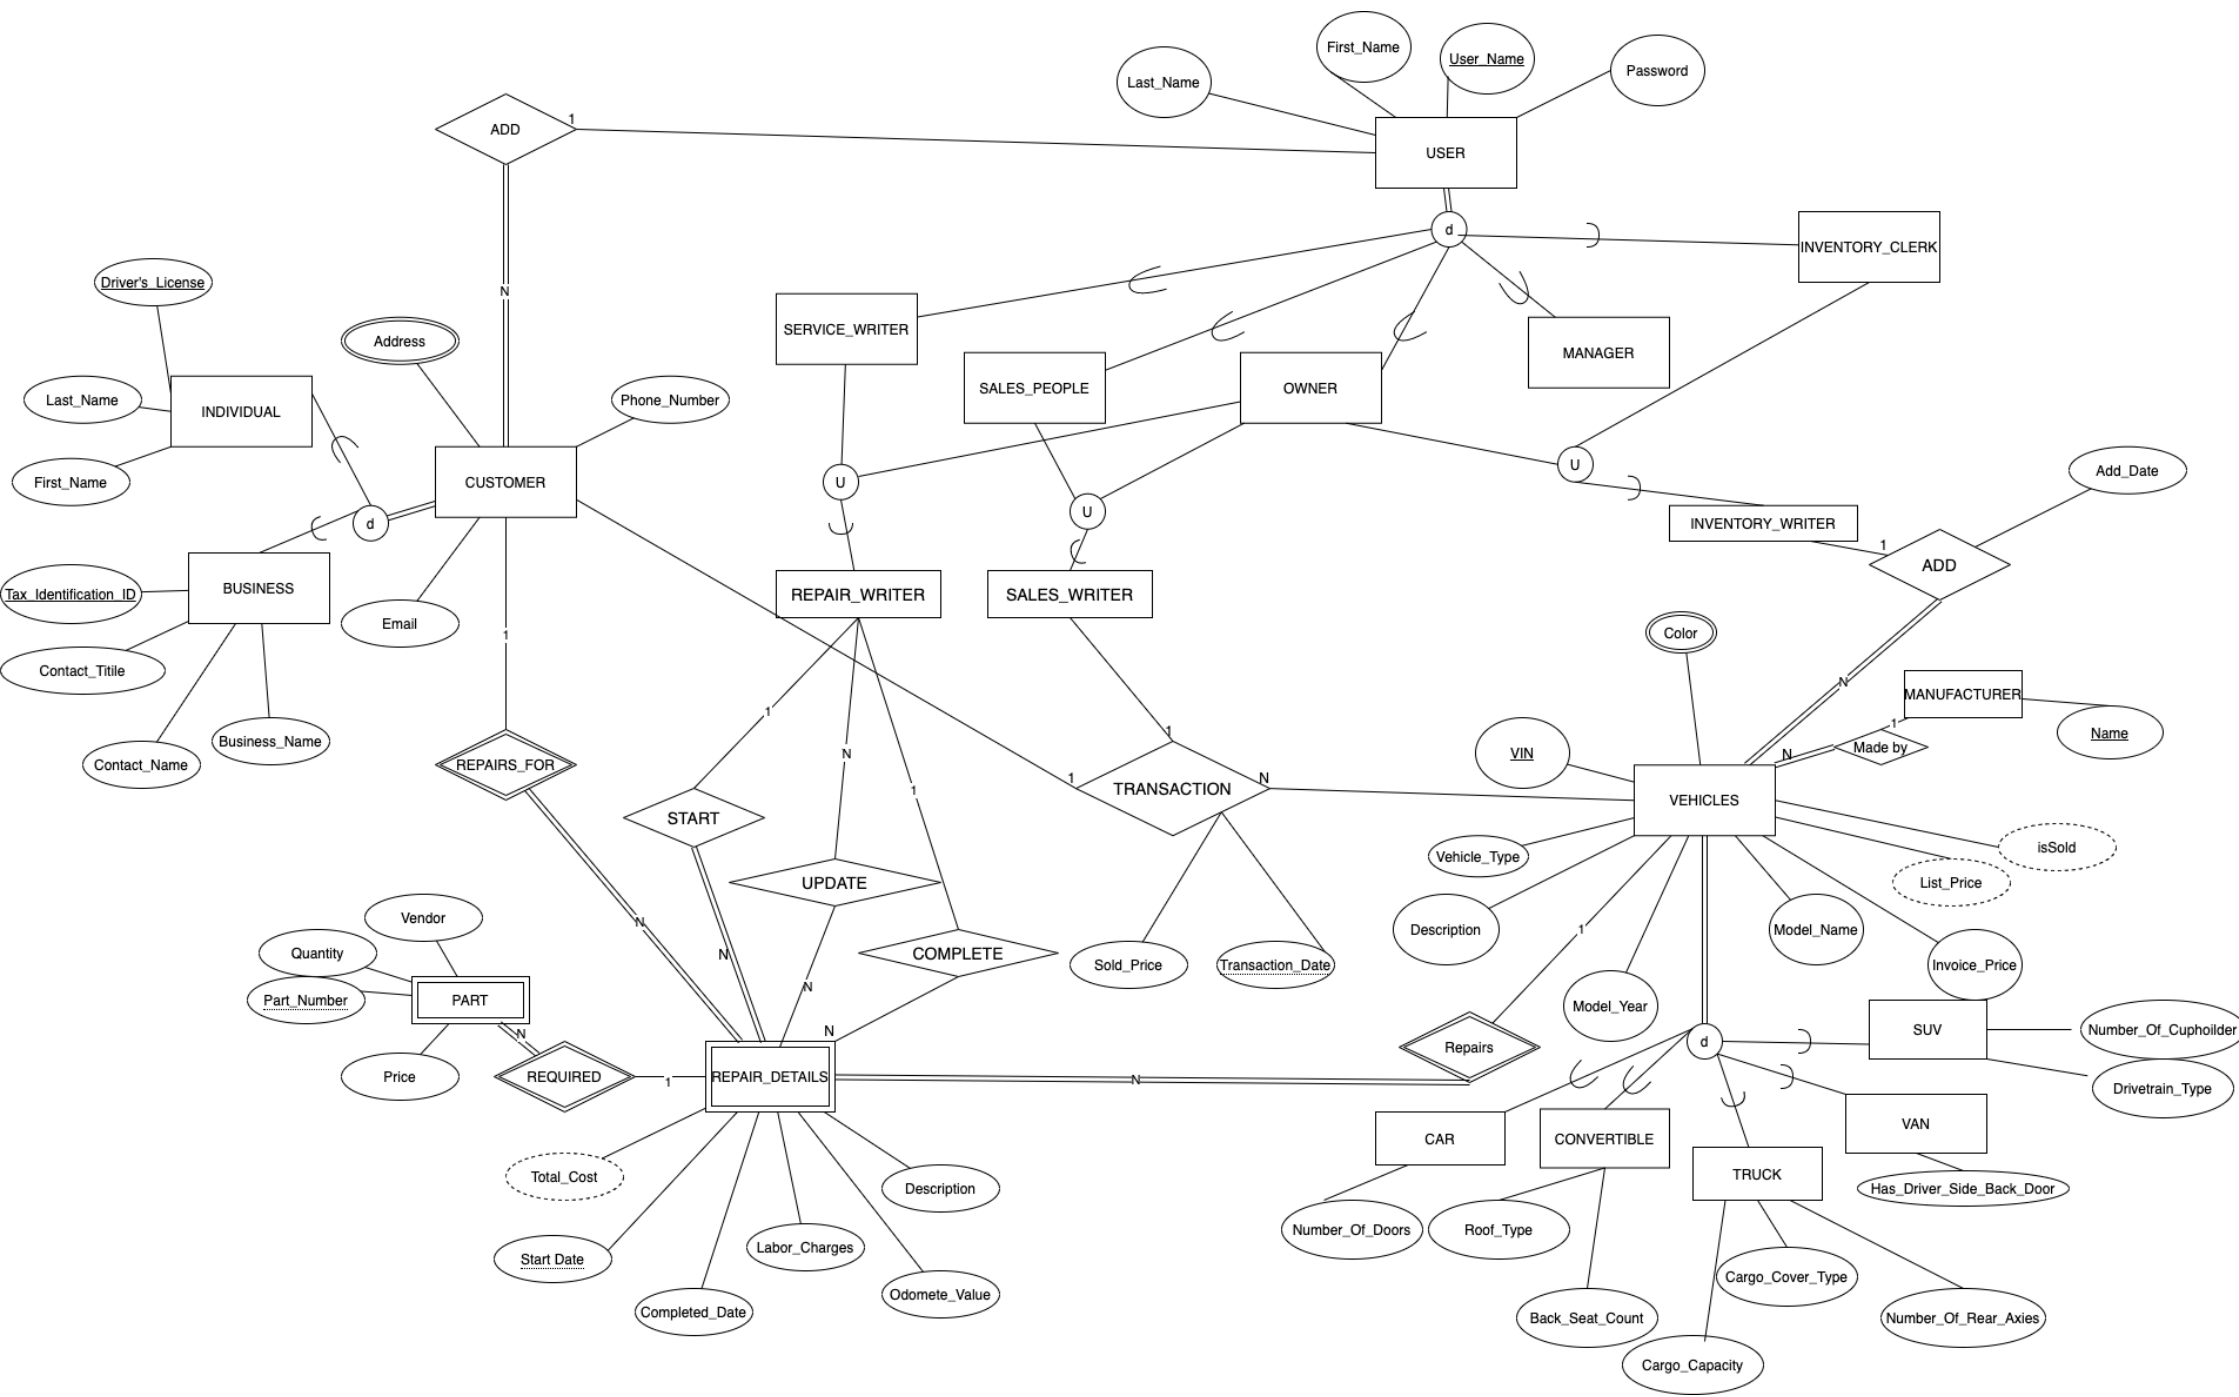 First_Name
User_Name
Password
Last_Name
ADD
1
USER
d
INVENTORY_CLERK
Driver's_License
N
SERVICE_WRITER
Address
MANAGER
SALES_PEOPLE
OWNER
Last_Name
INDIVIDUAL
Phone_Number
First_Name
CUSTOMER
U
U
Add_Date
d
U
INVENTORY_WRITER
1
ADD
BUSINESS
Tax_Identification_ID
REPAIR_WRITER
SALES_WRITER
Email
1
Color
Contact_Titile
N
MANUFACTURER
1
1
1
Name
Business_Name
N
N
Made by
VIN
Contact_Name
REPAIRS_FOR
1
N
1
TRANSACTION
VEHICLES
START
isSold
Vehicle_Type
UPDATE
List_Price
Vendor
N
1
Description
Model_Name
Quantity
N
COMPLETE
Sold_Price
Transaction_Date
Invoice_Price
Part_Number
PART
N
Model_Year
N
N
SUV
Number_Of_Cupholder
d
Repairs
Price
REQUIRED
1
REPAIR_DETAILS
N
Drivetrain_Type
CAR
CONVERTIBLE
VAN
Total_Cost
Description
TRUCK
Has_Driver_Side_Back_Door
Number_Of_Doors
Roof_Type
Start Date
Labor_Charges
Cargo_Cover_Type
Odomete_Value
Completed_Date
Back_Seat_Count
Number_Of_Rear_Axies
Cargo_Capacity